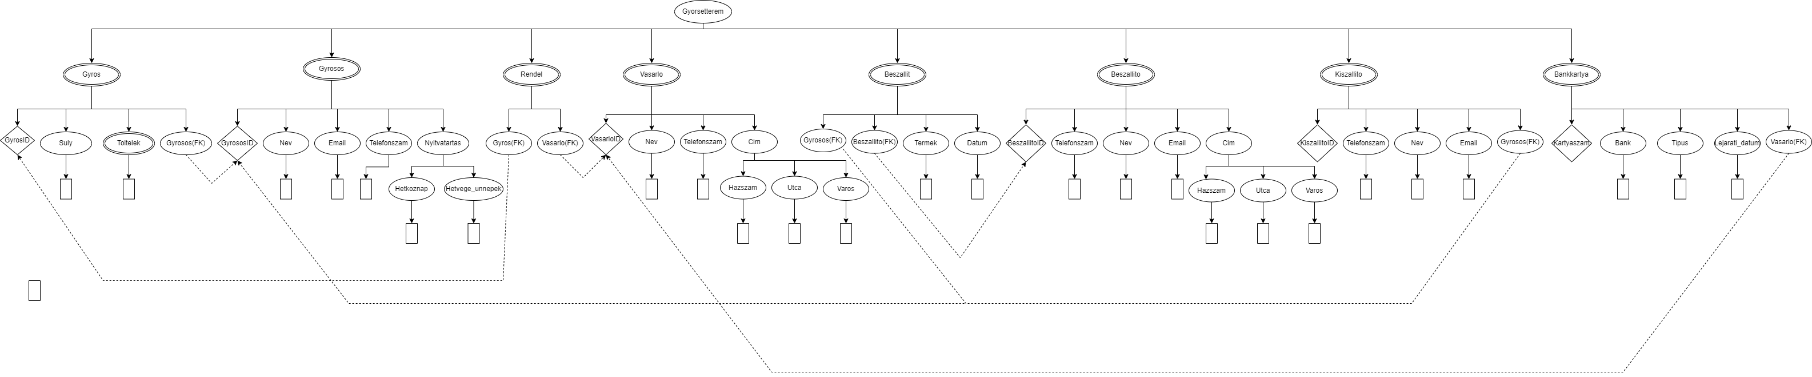 Gyorsetterem
Gyros
Gyrosos
Rendel
Vasarlo
Beszallit
Beszallito
Kiszallito
Bankkartya
GyrosID
Suly
Toltelek
Gyrosos(FK)
GyrososID
Nev
Email
Telefonszam
Nyitvatartas
Gyros(FK)
Vasarlo(FK)
VasarloID
Nev
Telefonszam
Cim
Gyrosos(FK)
Beszallito(FK)
Termek
Datum
BeszallitoID
Telefonszam
Nev
Email
Cim
KiszallitoID
Telefonszam
Nev
Email
Gyrosos(FK)
Kartyaszam
Bank
Tipus
Lejarati_datum
Vasarlo(FK)
Hetkoznap
Hetvege_unnepek
Hazszam
Utca
Varos
Hazszam
Utca
Varos